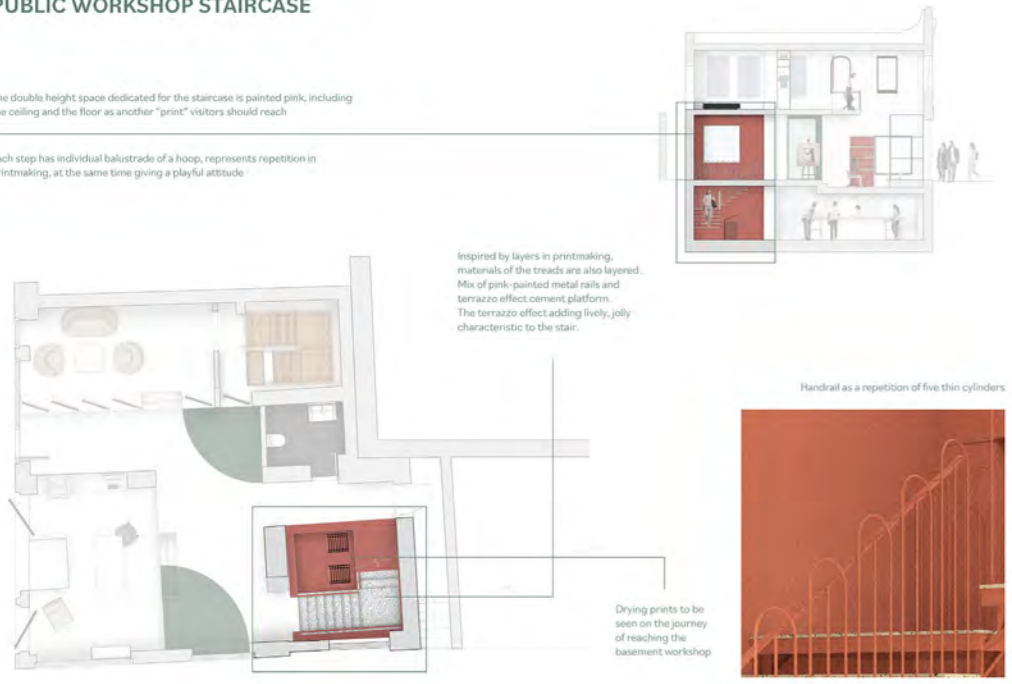 PUBLIC WORKSHOP STAIRCASE
he double height space dedicated for the staircase is painted pink, including
e ceiling and the floor as another "print" visitors should reach
ach step has individual balustrade of a hoop, represents repetition in
rintmaking, at the same time giving a playful attitude
Inspired by layers in printmaking,
materials of the treads are also layered.
Mix of pink-painted metal rails and
terrazzo effect cement platform.
The terrazzo effect adding lively, jolly
characteristic to the stair.
Handrail as a repetition of five thin cylinders
Drying prints to be
seen on the journey
of reaching the
basement workshop